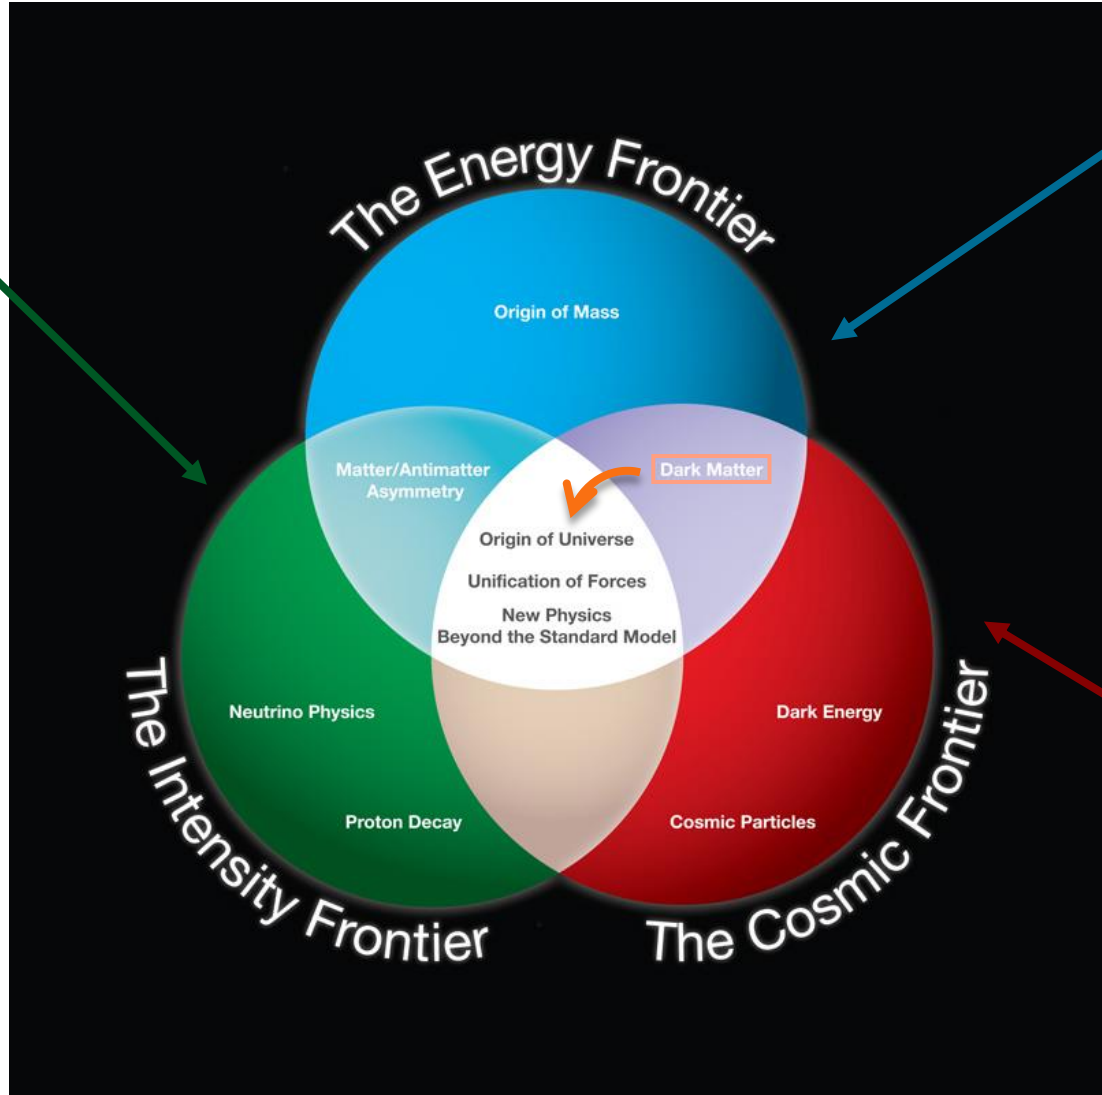 The Energy Frontier
Origin of Mass
Matter/Antimatter
Asymmetry
Dark Matter
Origin of Universe
Unification of Forces
New Physics
Beyond the Standard Model
Neutrino Physics
Dark Energy
Proton Decay
Cosmic Particles
The Intensity Frontier
The Cosmic Frontier